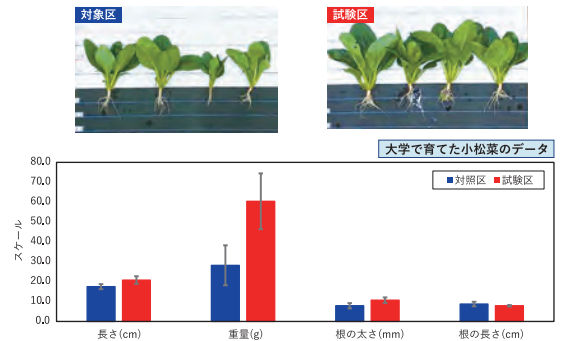 対象区
試験区
大学で育てた小松菜のデータ
対照区 試験区
スケール
80.0
70.0
60.0
50.0
40.0
30.0
20.0
10.0
0.0
長さ(cm) 重量(g) 根の太さ(mm) 根の長さ(cm)